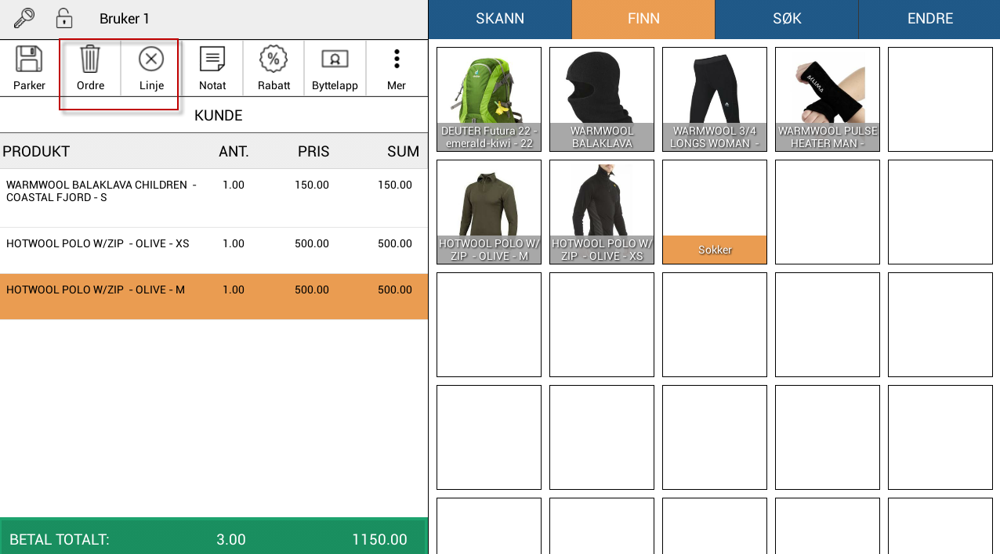 Bruker 1
SKANN
FINN
SØK
ENDRE
Parker
Ordre
Linje
Notat
Rabatt
Byttelapp
Mer
KUNDE
PRODUKT ANT. PRIS SUM
WARMWOOL BALAKLAVA CHILDREN - 1.00 150.00 150.00
COASTAL FJORD - S
HOTWOOL POLO W/ZIP - OLIVE - XS 1.00 500.00 500.00
HOTWOOL POLO W/ZIP - OLIVE - M 1.00 500.00 500.00
BETAL TOTALT: 3.00 1150.00
DEUTER Futura 22 -
emerald-kiwi - 22
WARMWOOL
BALAKLAVA
WARMWOOL 3/4
LONGS WOMAN -
ACLIMA
WARMWOOL PULSE
HEATER MAN -
HOTWOOL POLO W/
ZIP - OLIVE - M
HOTWOOL POLO W/
ZIP - OLIVE - XS
Sokker